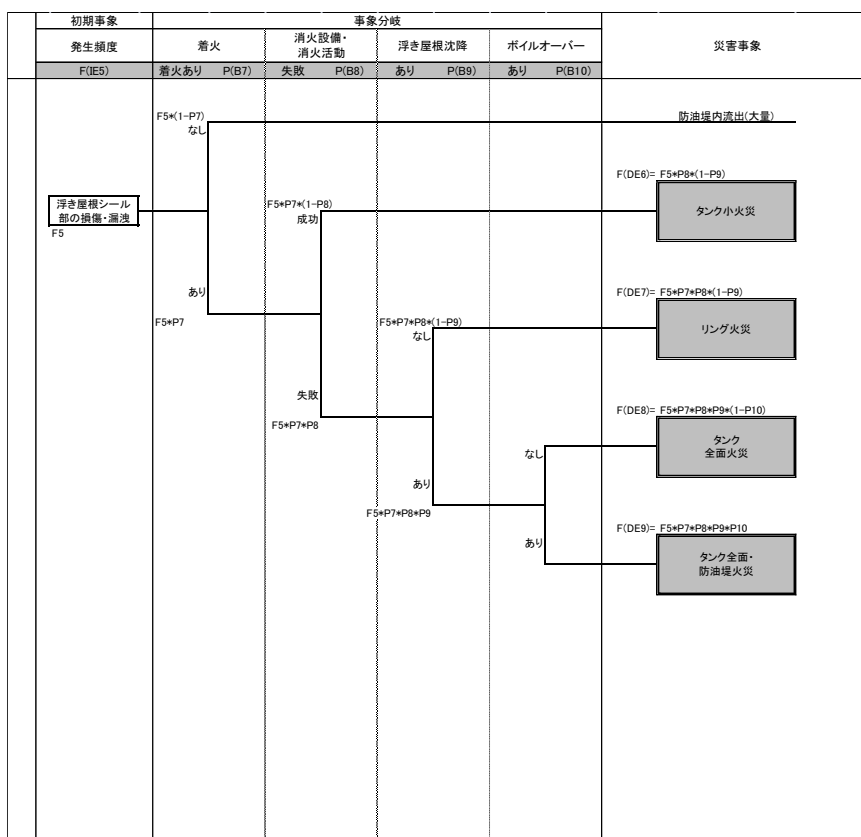 初期事象
事象分岐
発生頻度
着火
消火設備・
消火活動
浮き屋根沈降
ボイルオーバー
災害事象
F(IE5)
着火あり P(B7)
失敗 P(B8)
あり P(B9)
あり P(B10)
F5*(1-P7)
なし
防油堤内流出(大量)
F(DE6)= F5*P8*(1-P9)
浮き屋根シール
部の損傷・漏洩
F5
F5*P7*(1-P8)
成功
タンク小火災
あり
F5*P7
F(DE7)= F5*P7*P8*(1-P9)
F5*P7*P8*(1-P9)
なし
リング火災
失敗
F5*P7*P8
F(DE8)= F5*P7*P8*P9*(1-P10)
なし
タンク
全面火災
あり
F5*P7*P8*P9
F(DE9)= F5*P7*P8*P9*P10
あり
タンク全面・
防油堤火災